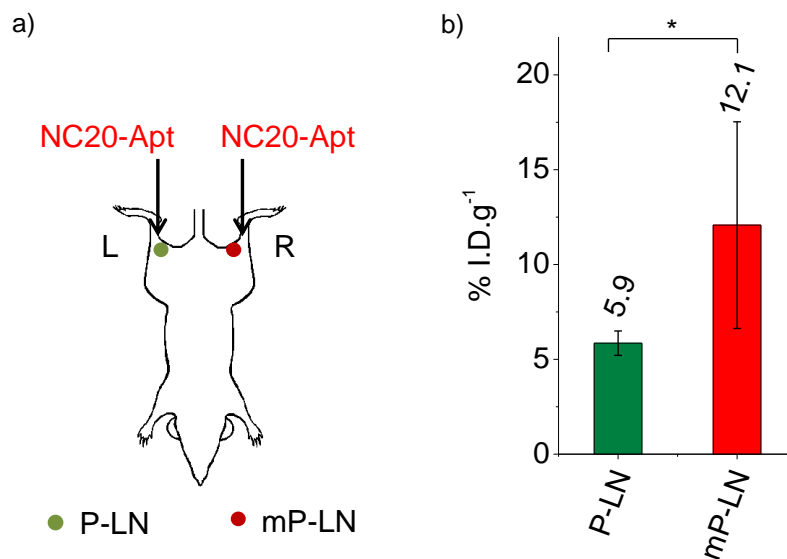 a)
NC20-Apt NC20-Apt
L R
P-LN mP-LN
b)
*
% I.D.g⁻¹
20
15
10
5
0
5.9
12.1
P-LN
mP-LN